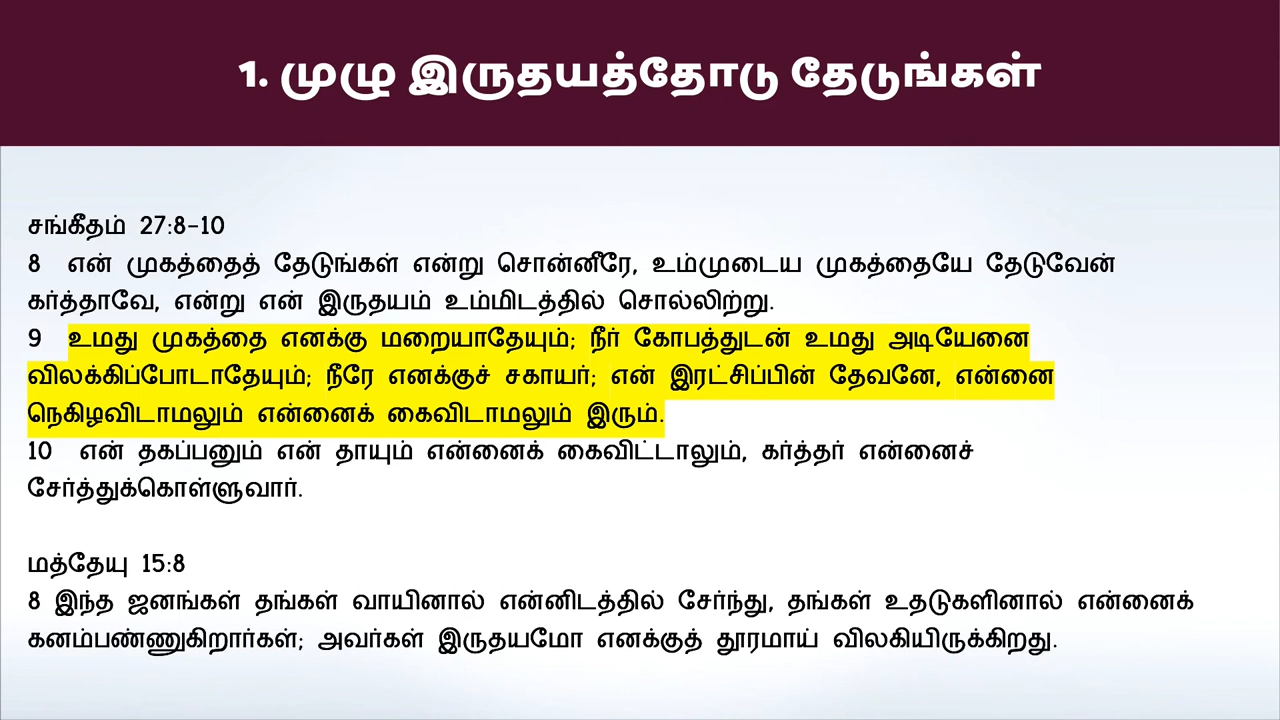 1. முழு இருதயத்தோடு தேடுங்கள்
சங்கீதம் 27:8-10
8 என் முகத்தைத் தேடுங்கள் என்று சொன்னீரே, உம்முடைய முகத்தையே தேடுவேன்
கர்த்தாவே, என்று என் இருதயம் உம்மிடத்தில் சொல்லிற்று.
9 உமது முகத்தை எனக்கு மறையாதேயும்; நீர் கோபத்துடன் உமது அடியேனை
விலக்கிப்போடாதேயும்; நீரே எனக்குச் சகாயர்; என் இரட்சிப்பின் தேவனே, என்னை
நெகிழவிடாமலும் என்னைக் கைவிடாமலும் இரும்.
10 என் தகப்பனும் என் தாயும் என்னைக் கைவிட்டாலும், கர்த்தர் என்னைச்
சேர்த்துக்கொள்ளுவார்.
மத்தேயு 15:8
8 இந்த ஜனங்கள் தங்கள் வாயினால் என்னிடத்தில் சேர்ந்து, தங்கள் உதடுகளினால் என்னைக்
கனம்பண்ணுகிறார்கள்; அவர்கள் இருதயமோ எனக்குத் தூரமாய் விலகியிருக்கிறது.